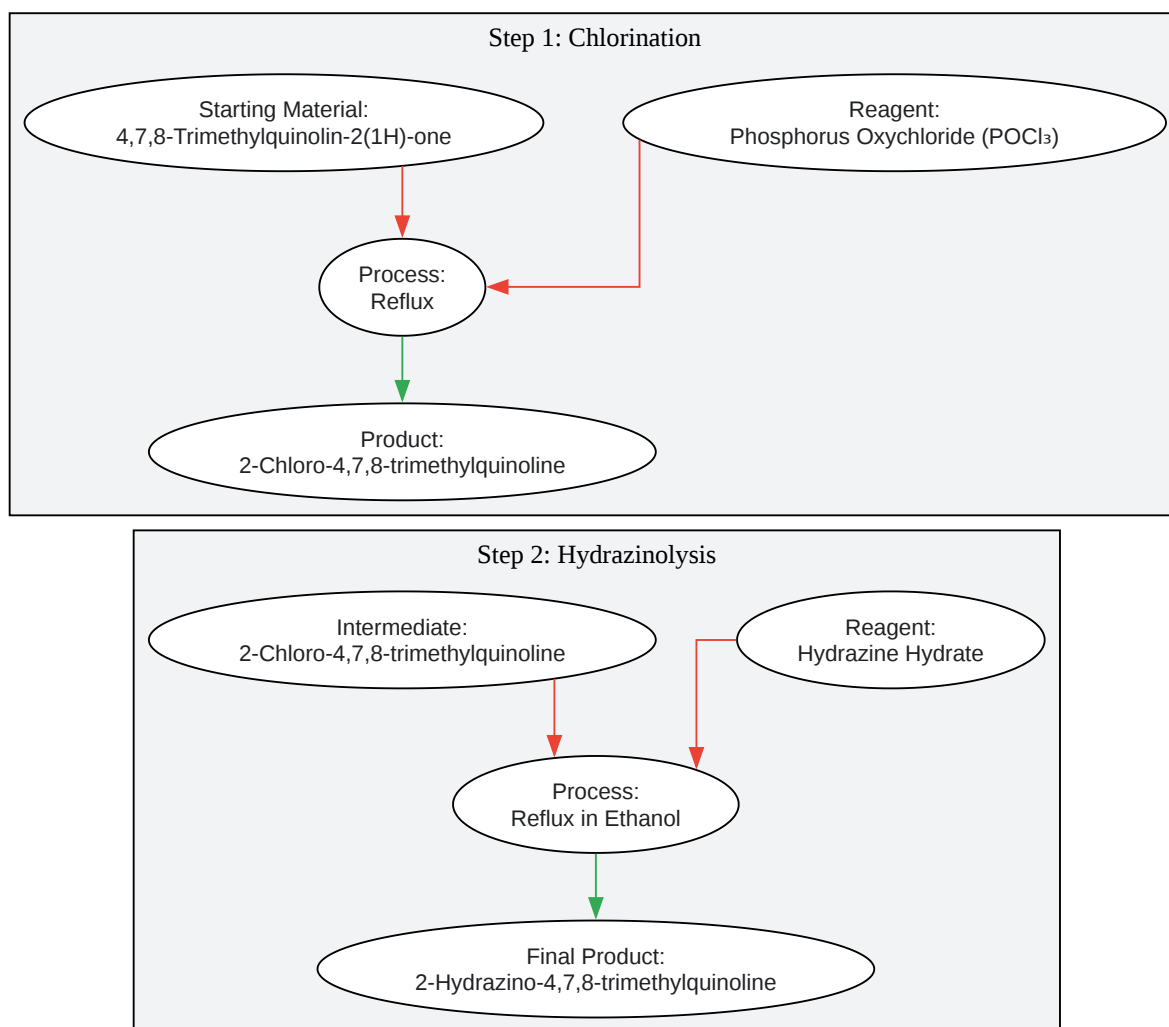 Step 1: Chlorination
Starting Material:
4,7,8-Trimethylquinolin-2(1H)-one
Reagent:
Phosphorus Oxychloride (POCl₃)
Process:
Reflux
Product:
2-Chloro-4,7,8-trimethylquinoline
Step 2: Hydrazinolysis
Intermediate:
2-Chloro-4,7,8-trimethylquinoline
Reagent:
Hydrazine Hydrate
Process:
Reflux in Ethanol
Final Product:
2-Hydrazino-4,7,8-trimethylquinoline